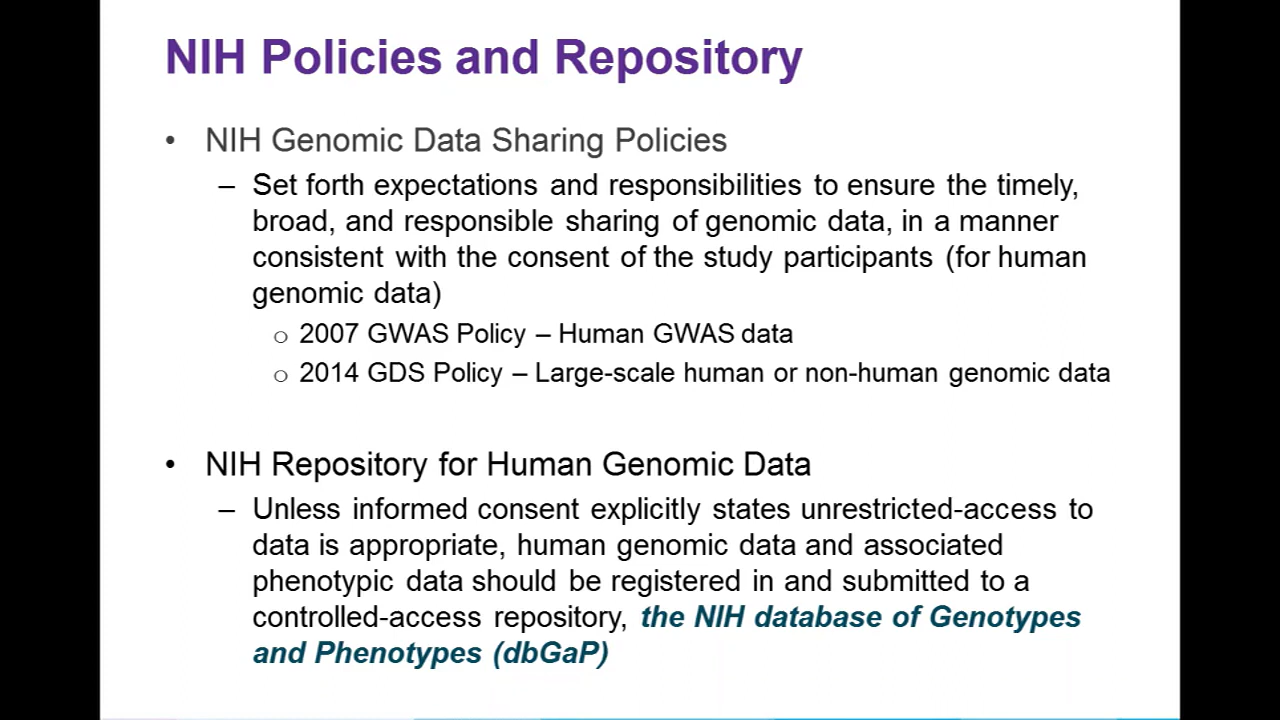 NIH Policies and Repository
• NIH Genomic Data Sharing Policies
– Set forth expectations and responsibilities to ensure the timely,
broad, and responsible sharing of genomic data, in a manner
consistent with the consent of the study participants (for human
genomic data)
o 2007 GWAS Policy – Human GWAS data
o 2014 GDS Policy – Large-scale human or non-human genomic data
• NIH Repository for Human Genomic Data
– Unless informed consent explicitly states unrestricted-access to
data is appropriate, human genomic data and associated
phenotypic data should be registered in and submitted to a
controlled-access repository, the NIH database of Genotypes
and Phenotypes (dbGaP)